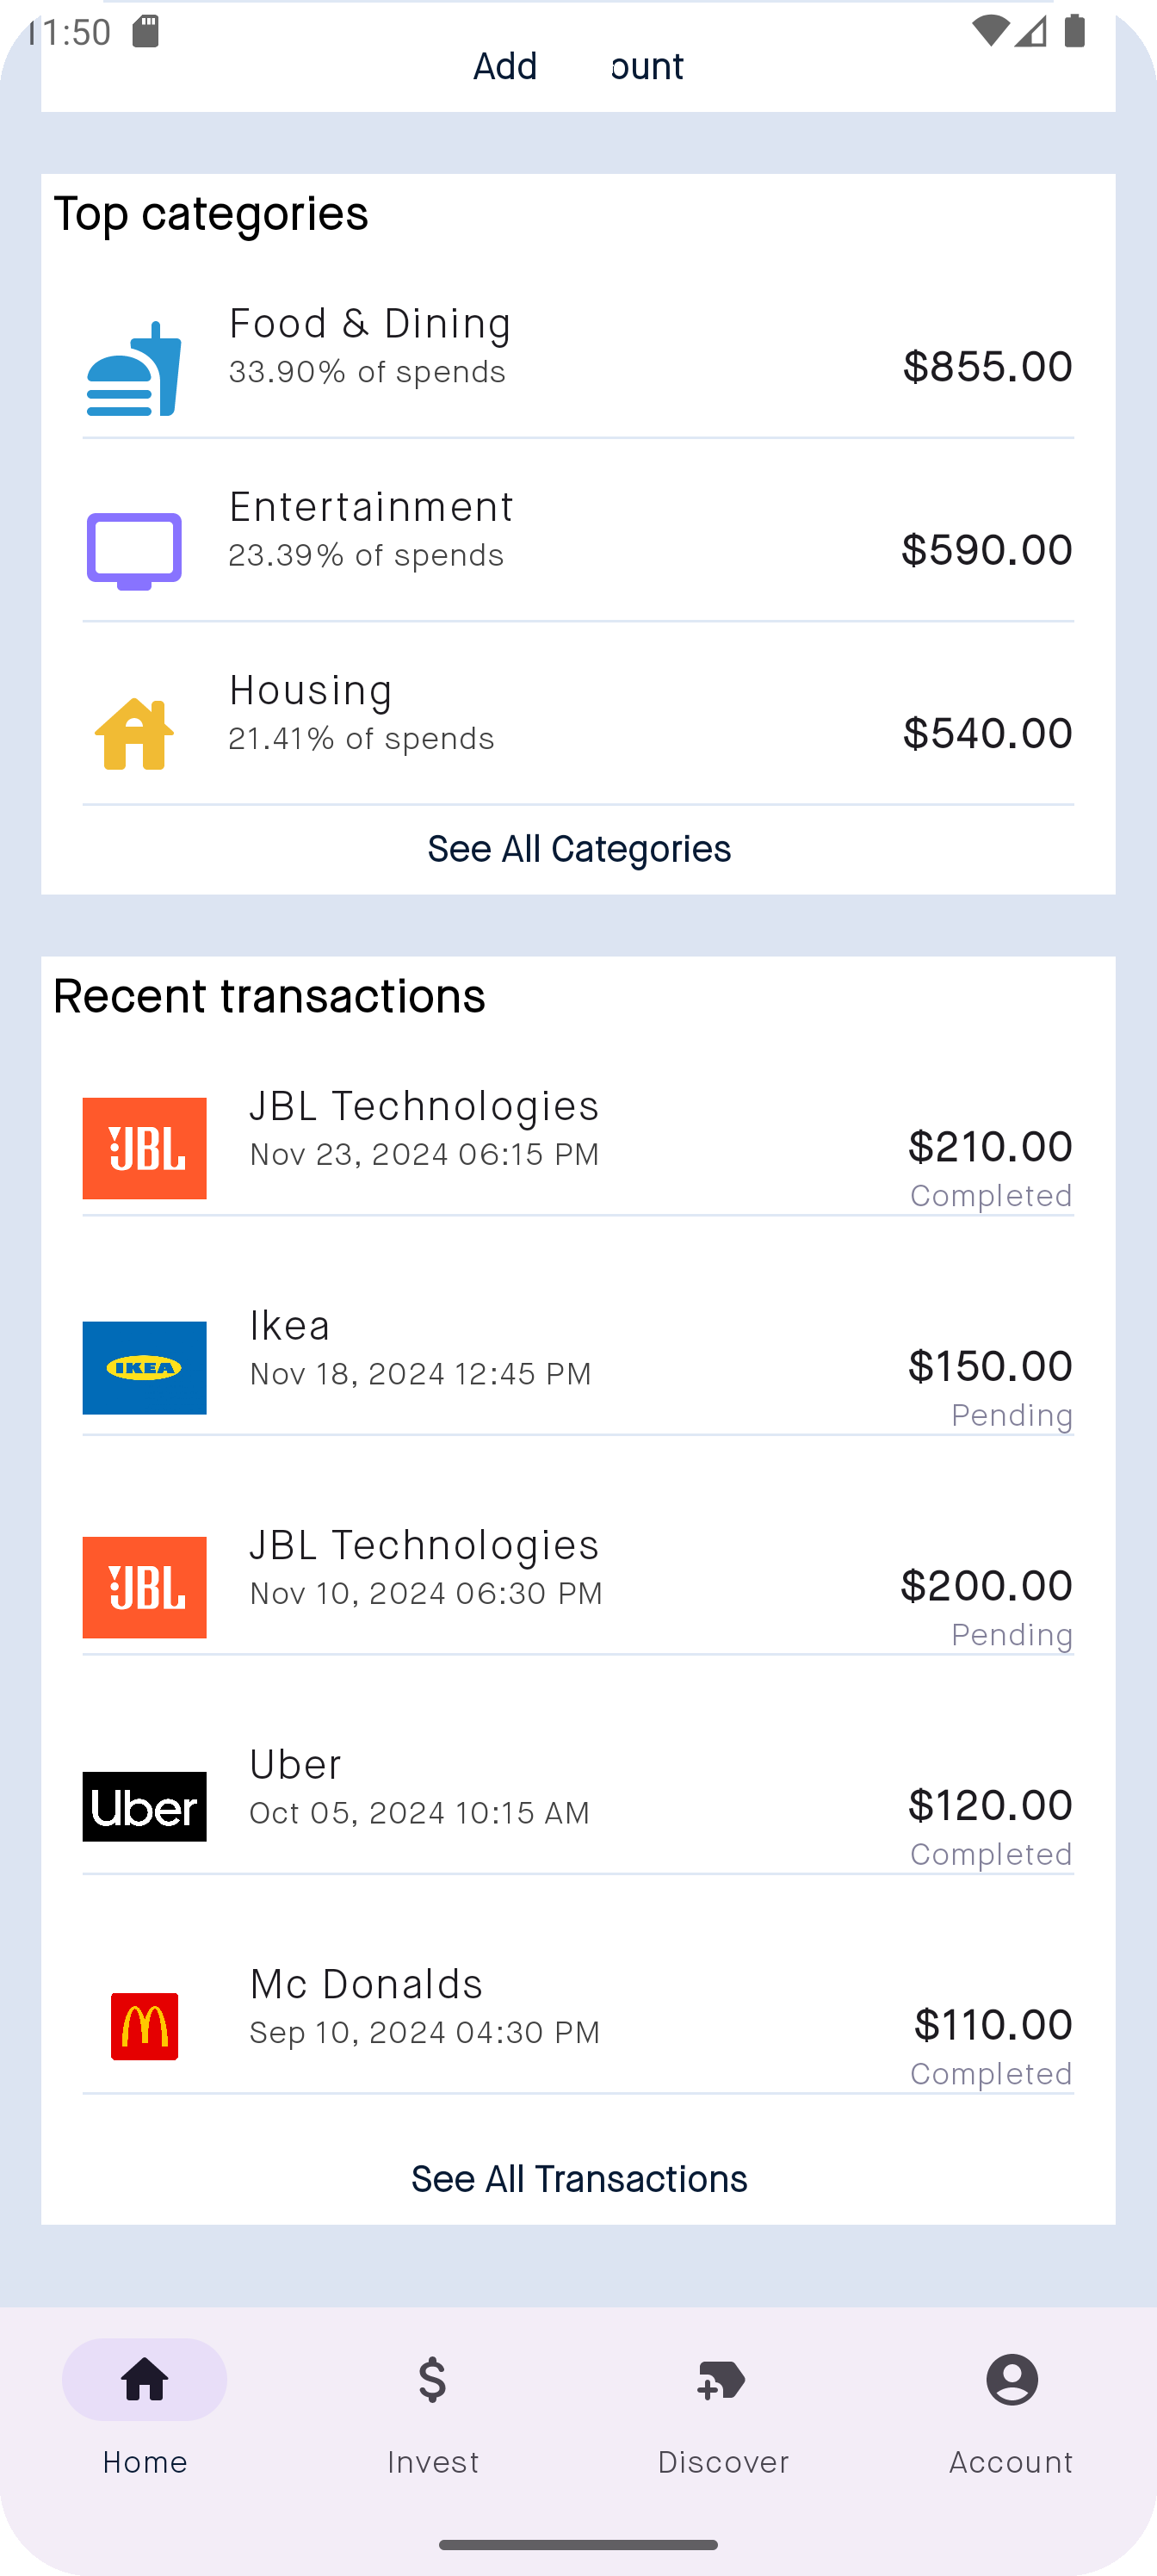 11:50
Add ount
Top categories
Food & Dining
33.90% of spends
$855.00
Entertainment
23.39% of spends
$590.00
Housing
21.41% of spends
$540.00
See All Categories
Recent transactions
JBL
JBL Technologies
Nov 23, 2024 06:15 PM
$210.00
Completed
IKEA
Ikea
Nov 18, 2024 12:45 PM
$150.00
Pending
JBL
JBL Technologies
Nov 10, 2024 06:30 PM
$200.00
Pending
Uber
Uber
Oct 05, 2024 10:15 AM
$120.00
Completed
Mc Donalds
Sep 10, 2024 04:30 PM
$110.00
Completed
See All Transactions
Home
Invest
Discover
Account